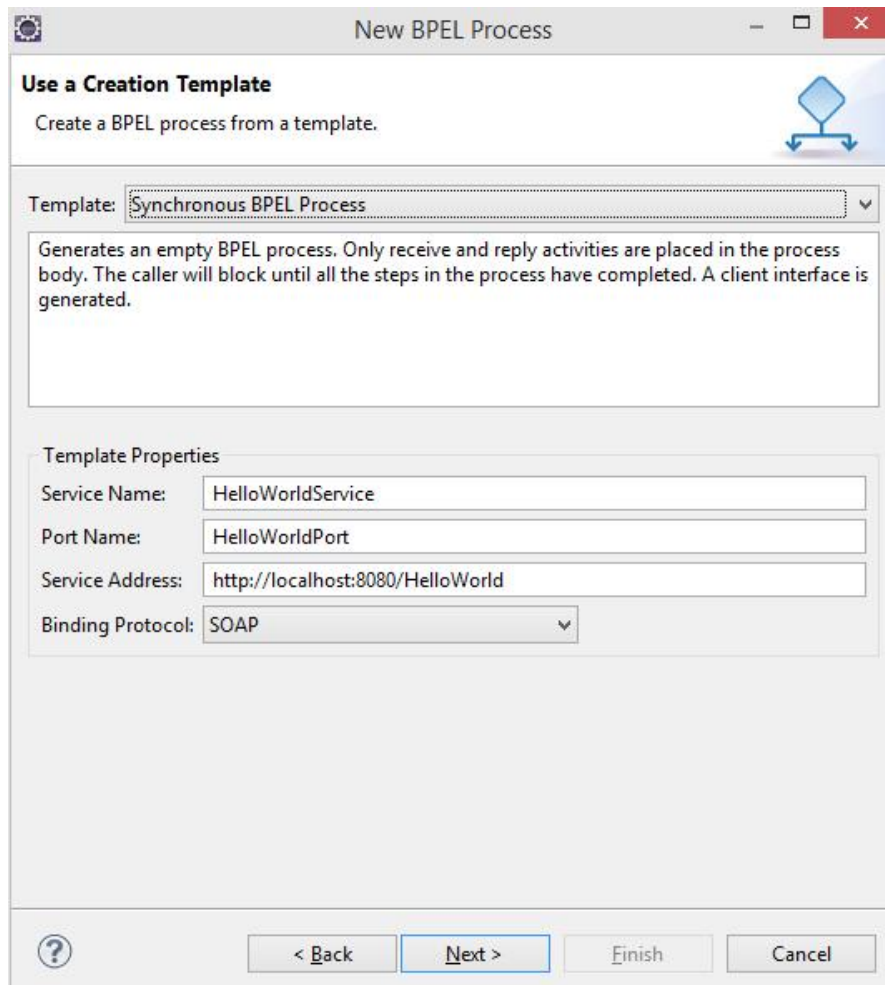 New BPEL Process
Use a Creation Template
Create a BPEL process from a template.
Template: Synchronous BPEL Process
Generates an empty BPEL process. Only receive and reply activities are placed in the process
body. The caller will block until all the steps in the process have completed. A client interface is
generated.
Template Properties
Service Name: HelloWorldService
Port Name: HelloWorldPort
Service Address: http://localhost:8080/HelloWorld
Binding Protocol: SOAP
? < Back Next > Finish Cancel